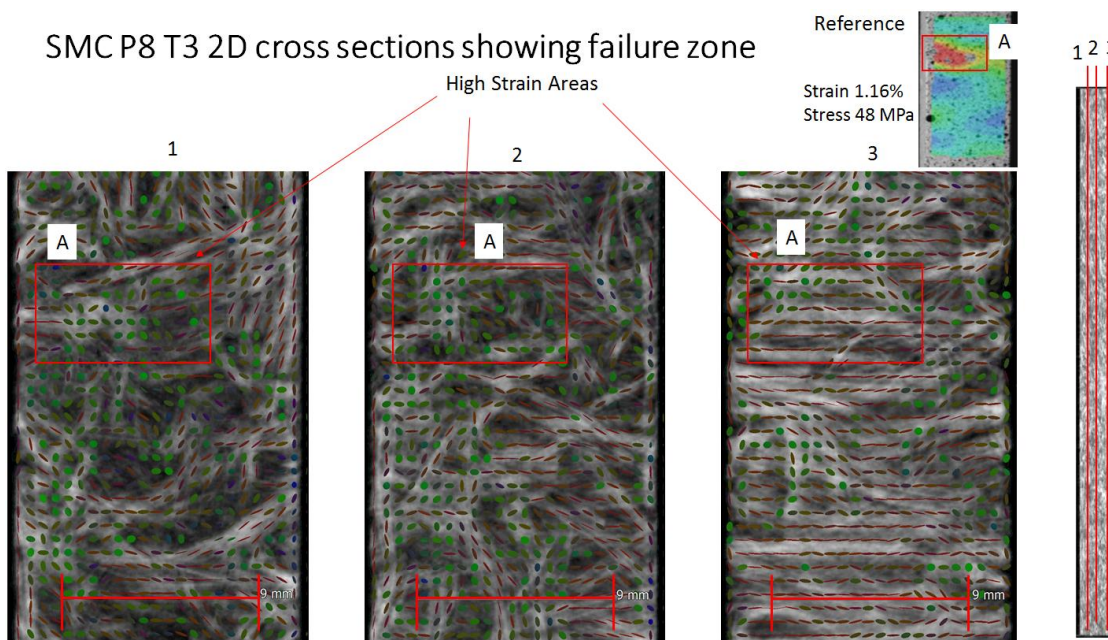 SMC P8 T3 2D cross sections showing failure zone
High Strain Areas
Reference
A
Strain 1.16%
Stress 48 MPa
1 2 3
1
2
3
A
A
A
9 mm
9 mm
9 mm